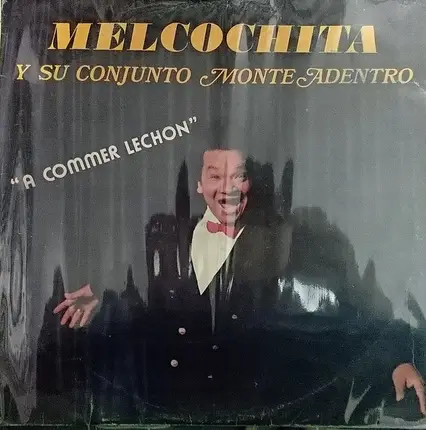 MELCOCHITA
Y SU CONJUNTO MONTE ADENTRO
"A COMMER LECHON"